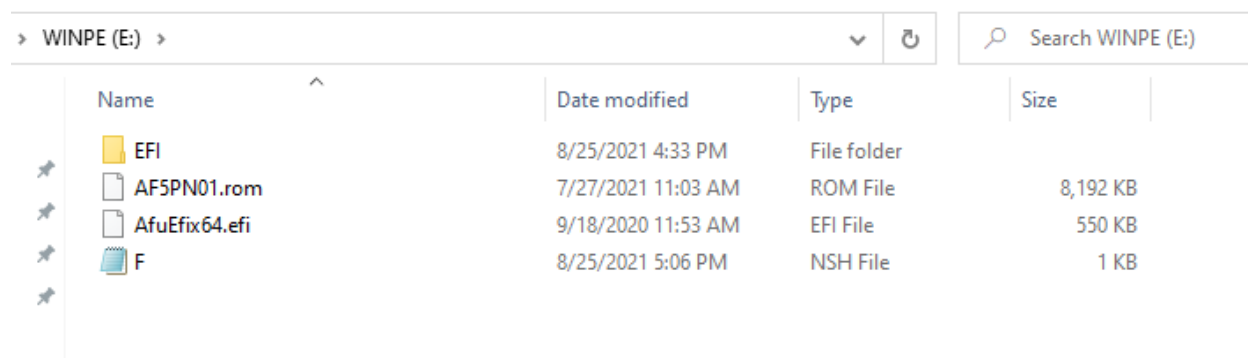 WINPE (E:) Search WINPE (E:)
Name Date modified Type Size
EFI 8/25/2021 4:33 PM File folder
AF5PN01.rom 7/27/2021 11:03 AM ROM File 8,192 KB
AfuEfix64.efi 9/18/2020 11:53 AM EFI File 550 KB
F 8/25/2021 5:06 PM NSH File 1 KB